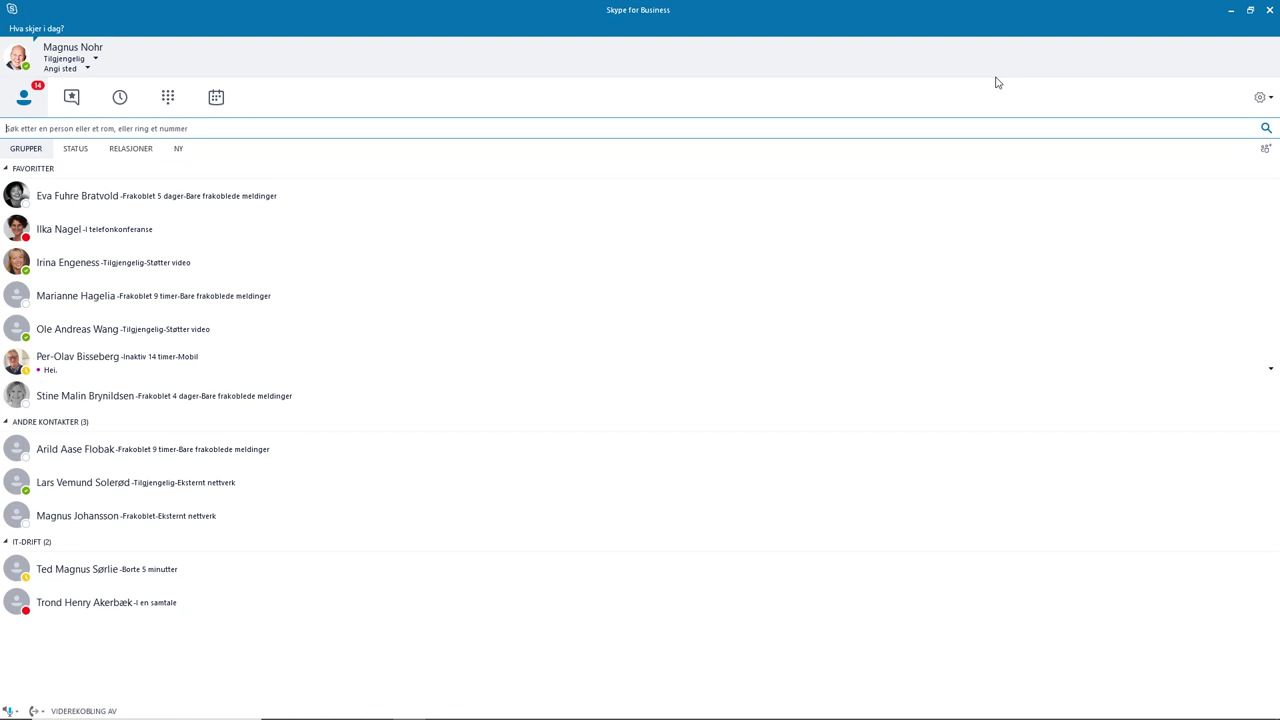 Skype for Business
Hva skjer i dag?
Magnus Nohr
Tilgjengelig
Angi sted
14
Søk etter en person eller et rom, eller ring et nummer
GRUPPER STATUS RELASJONER NY
FAVORITTER
Eva Fuhre Bratvold -Frakoblet 5 dager-Bare frakoblede meldinger
Ilka Nagel -I telefonkonferanse
Irina Engeness-Tilgjengelig-Støtter video
Marianne Hagelia -Frakoblet 9 timer-Bare frakoblede meldinger
Ole Andreas Wang -Tilgjengelig-Støtter video
Per-Olav Bisseberg -Inaktiv 14 timer-Mobil
Hei.
Stine Malin Brynildsen -Frakoblet 4 dager-Bare frakoblede meldinger
ANDRE KONTAKTER (3)
Arild Aase Flobak-Frakoblet 9 timer-Bare frakoblede meldinger
Lars Vemund Solerød -Tilgjengelig-Eksternt nettverk
Magnus Johansson -Frakoblet-Eksternt nettverk
IT-DRIFT (2)
Ted Magnus Sørlie -Borte 5 minutter
Trond Henry Akerbæk -I en samtale
VIDEREKOBLING AV